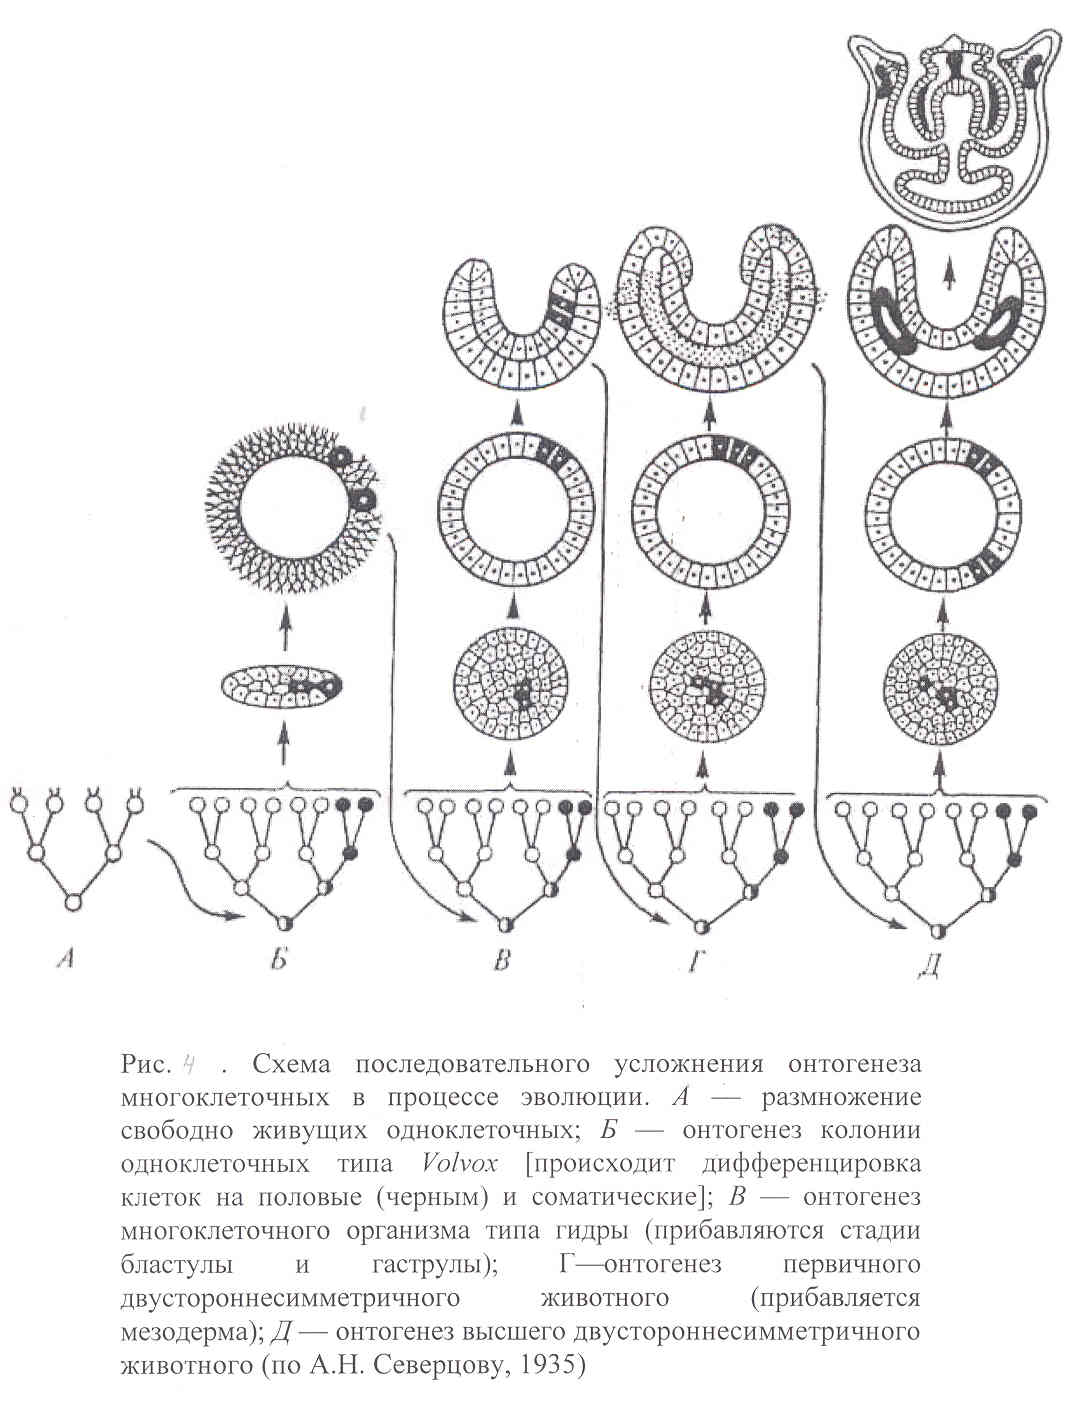 А
Б
В
Г
Д
Рис. 4 . Схема последовательного усложнения онтогенеза
многоклеточных в процессе эволюции. А — размножение
свободно живущих одноклеточных; Б — онтогенез колонии
одноклеточных типа Volvox [происходит дифференцировка
клеток на половые (черным) и соматические]; В — онтогенез
многоклеточного организма типа гидры (прибавляются стадии
бластулы и гаструлы); Г—онтогенез первичного
двустороннесимметричного животного (прибавляется
мезодерма); Д — онтогенез высшего двустороннесимметричного
животного (по А.Н. Северцову, 1935)